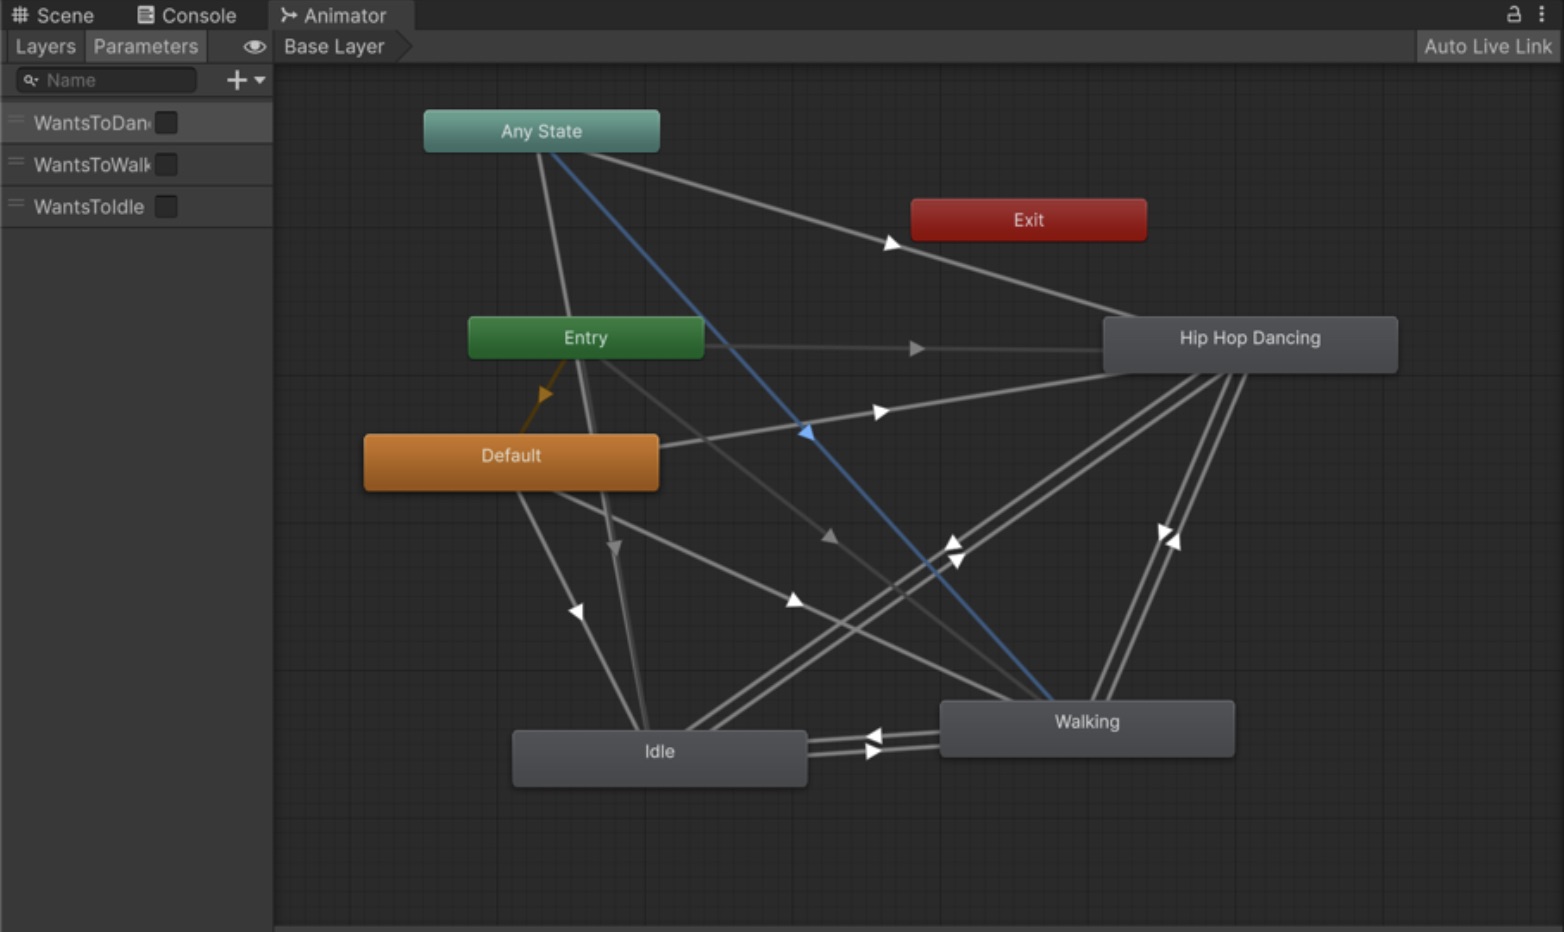 Scene Console Animator
Layers Parameters Base Layer Auto Live Link
Name
WantsToDan
WantsToWalk
WantsToIdle
Any State
Exit
Entry
Hip Hop Dancing
Default
Walking
Idle